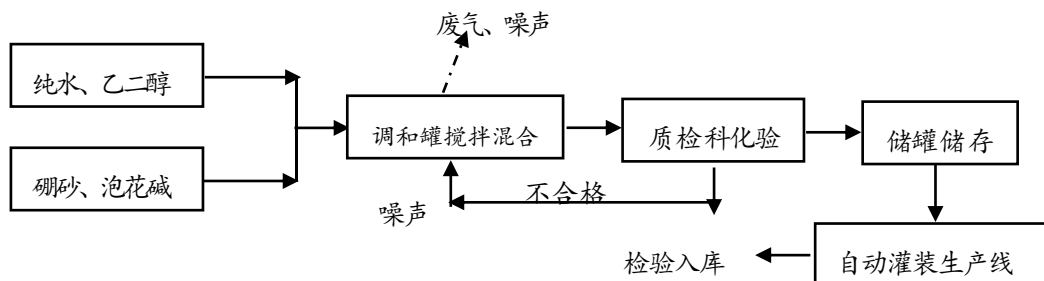 废气、噪声
纯水、乙二醇
调和罐搅拌混合
质检科化验
储罐储存
硼砂、泡花碱
不合格
噪声
检验入库
自动灌装生产线